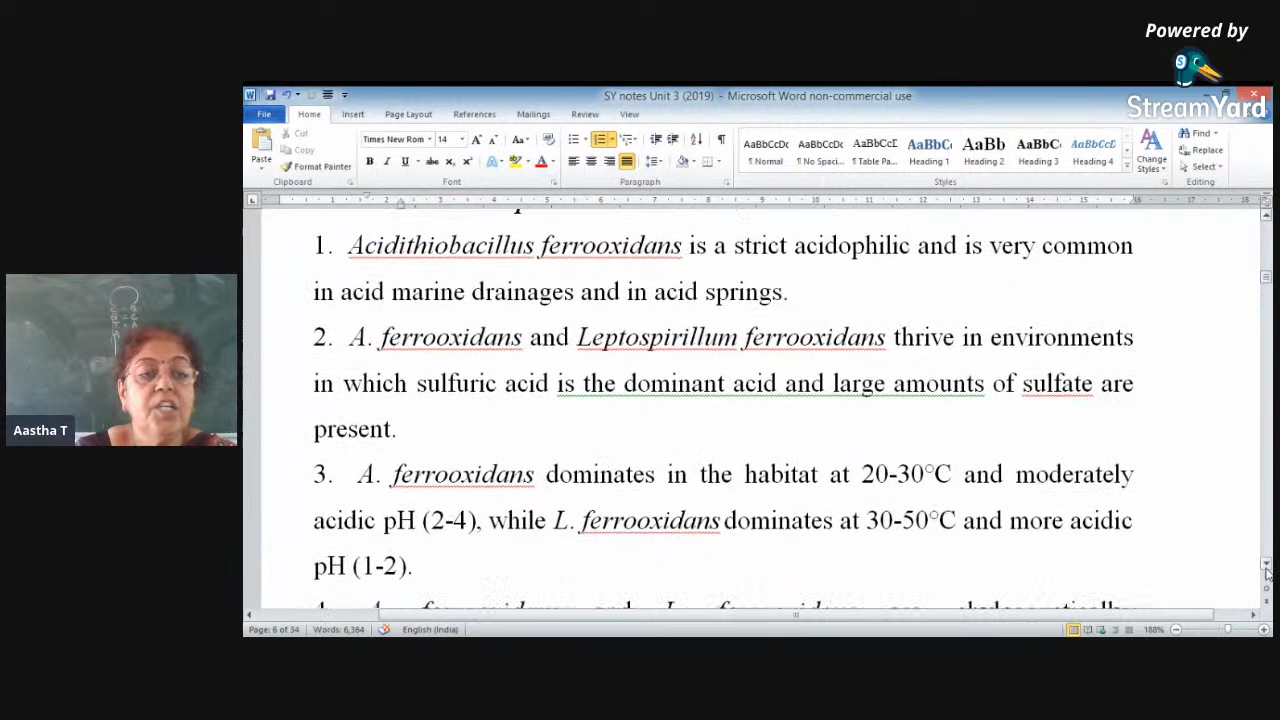 Powered by
StreamYard
SY notes Unit 3 (2019) - Microsoft Word non-commercial use
File Home Insert Page Layout References Mailings Review View
Cut
Copy
Format Painter
Paste
Clipboard
Times New Rom 14
Font
Paragraph
AaBbCcDc AaBbCcDc AaBbCcDc AaBbC AaBb AaBbC AaBbCcD
¶ Normal ¶ No Spaci... ¶ Table Pa... Heading 1 Heading 2 Heading 3 Heading 4
Change
Styles
Styles
Find
Replace
Select
Editing
1. Acidithiobacillus ferrooxidans is a strict acidophilic and is very common
in acid marine drainages and in acid springs.
2. A. ferrooxidans and Leptospirillum ferrooxidans thrive in environments
in which sulfuric acid is the dominant acid and large amounts of sulfate are
present.
3. A. ferrooxidans dominates in the habitat at 20-30°C and moderately
acidic pH (2-4), while L. ferrooxidans dominates at 30-50°C and more acidic
pH (1-2).
Aastha T
Page: 6 of 34 Words: 6,364 English (India) 188%